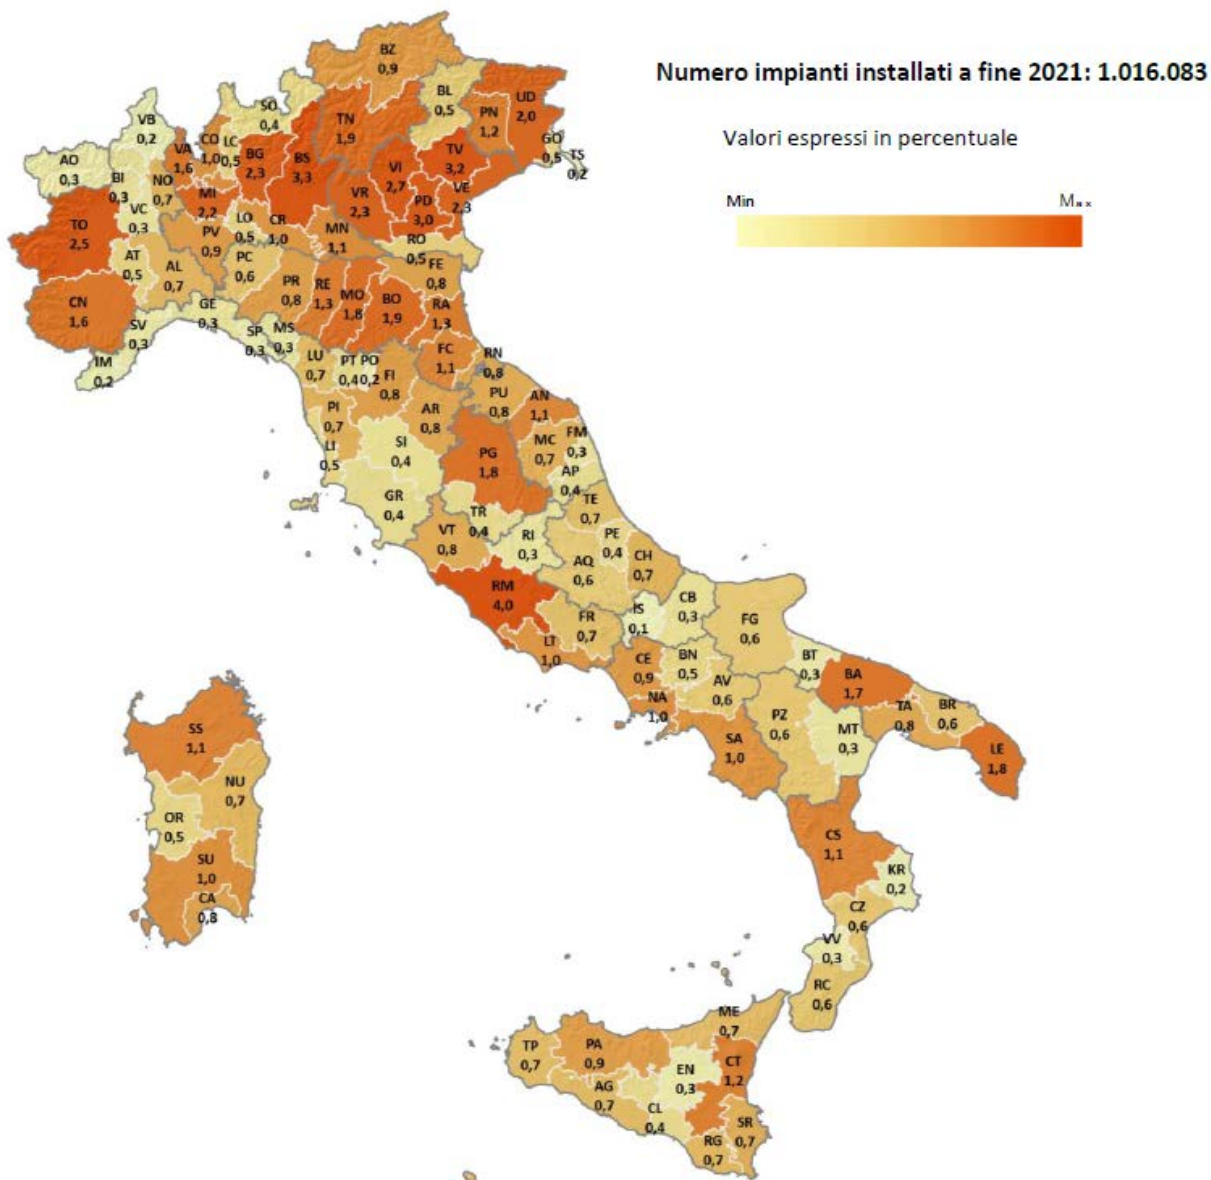 Numero impianti installati a fine 2021: 1.016.083
Valori espressi in percentuale
Min
Max
BZ
0,9
SO
0,4
BL
0,5
UD
2,0
PN
1,2
TN
1,9
GO
0,5
TS
0,2
VB
0,2
VA
1,6
CO
1,0
LC
0,5
BG
2,3
BS
3,3
TV
3,2
VI
2,7
VR
2,3
PD
3,0
VE
2,3
AO
0,3
BI
0,3
NO
0,7
MI
2,2
VC
0,3
TO
2,5
LO
0,5
CR
1,0
MN
1,1
PV
0,9
RO
0,5
AT
0,5
AL
0,7
PC
0,6
PR
0,8
RE
1,3
MO
1,8
BO
1,9
FE
0,8
RA
1,3
CN
1,6
GE
0,3
SV
0,3
SP
0,3
MS
0,3
IM
0,2
LU
0,7
PT
0,4
PO
0,2
FI
0,8
FC
1,1
RN
0,8
PU
0,8
AN
1,1
PI
0,7
AR
0,8
LI
0,5
SI
0,4
PG
1,8
MC
0,7
FM
0,3
AP
0,4
GR
0,4
TR
0,4
TE
0,7
VT
0,8
RI
0,3
PE
0,4
CH
0,7
AQ
0,6
RM
4,0
FR
0,7
LT
1,0
IS
0,1
CB
0,3
FG
0,6
CE
0,9
BN
0,5
BT
0,3
AV
0,6
NA
1,0
BA
1,7
SA
1,0
PZ
0,6
MT
0,3
TA
0,8
BR
0,6
LE
1,8
SS
1,1
NU
0,7
OR
0,5
SU
1,0
CA
0,8
CS
1,1
KR
0,2
CZ
0,6
VV
0,3
RC
0,6
ME
0,7
TP
0,7
PA
0,9
EN
0,3
CT
1,2
AG
0,7
CL
0,4
SR
0,7
RG
0,7